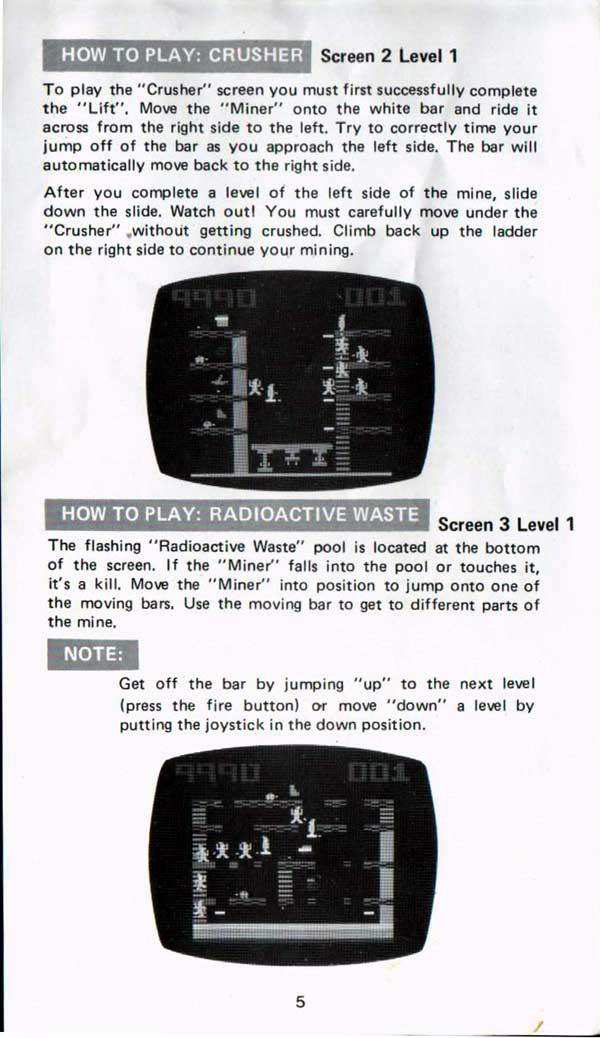 HOW TO PLAY: CRUSHER Screen 2 Level 1
To play the "Crusher" screen you must first successfully complete
the "Lift". Move the "Miner" onto the white bar and ride it
across from the right side to the left. Try to correctly time your
jump off of the bar as you approach the left side. The bar will
automatically move back to the right side.
After you complete a level of the left side of the mine, slide
down the slide. Watch out! You must carefully move under the
"Crusher" without getting crushed. Climb back up the ladder
on the right side to continue your mining.
9990 001
HOW TO PLAY: RADIOACTIVE WASTE Screen 3 Level 1
The flashing "Radioactive Waste" pool is located at the bottom
of the screen. If the "Miner" falls into the pool or touches it,
it's a kill. Move the "Miner" into position to jump onto one of
the moving bars. Use the moving bar to get to different parts of
the mine.
NOTE:
Get off the bar by jumping "up" to the next level
(press the fire button) or move "down" a level by
putting the joystick in the down position.
9990 001
5